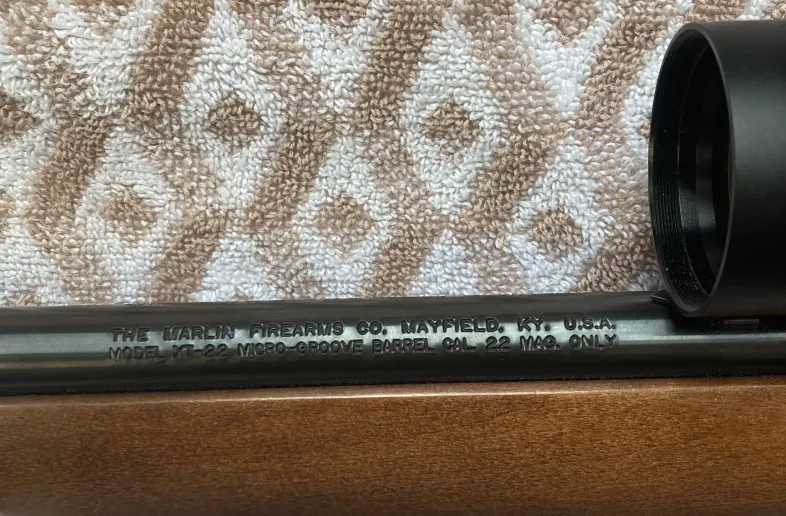 THE MARLIN FIREARMS CO. MAYFIELD, KY. U.S.A.
MODEL XT-22 MICRO-GROOVE BARREL CAL. 22 MAG. ONLY